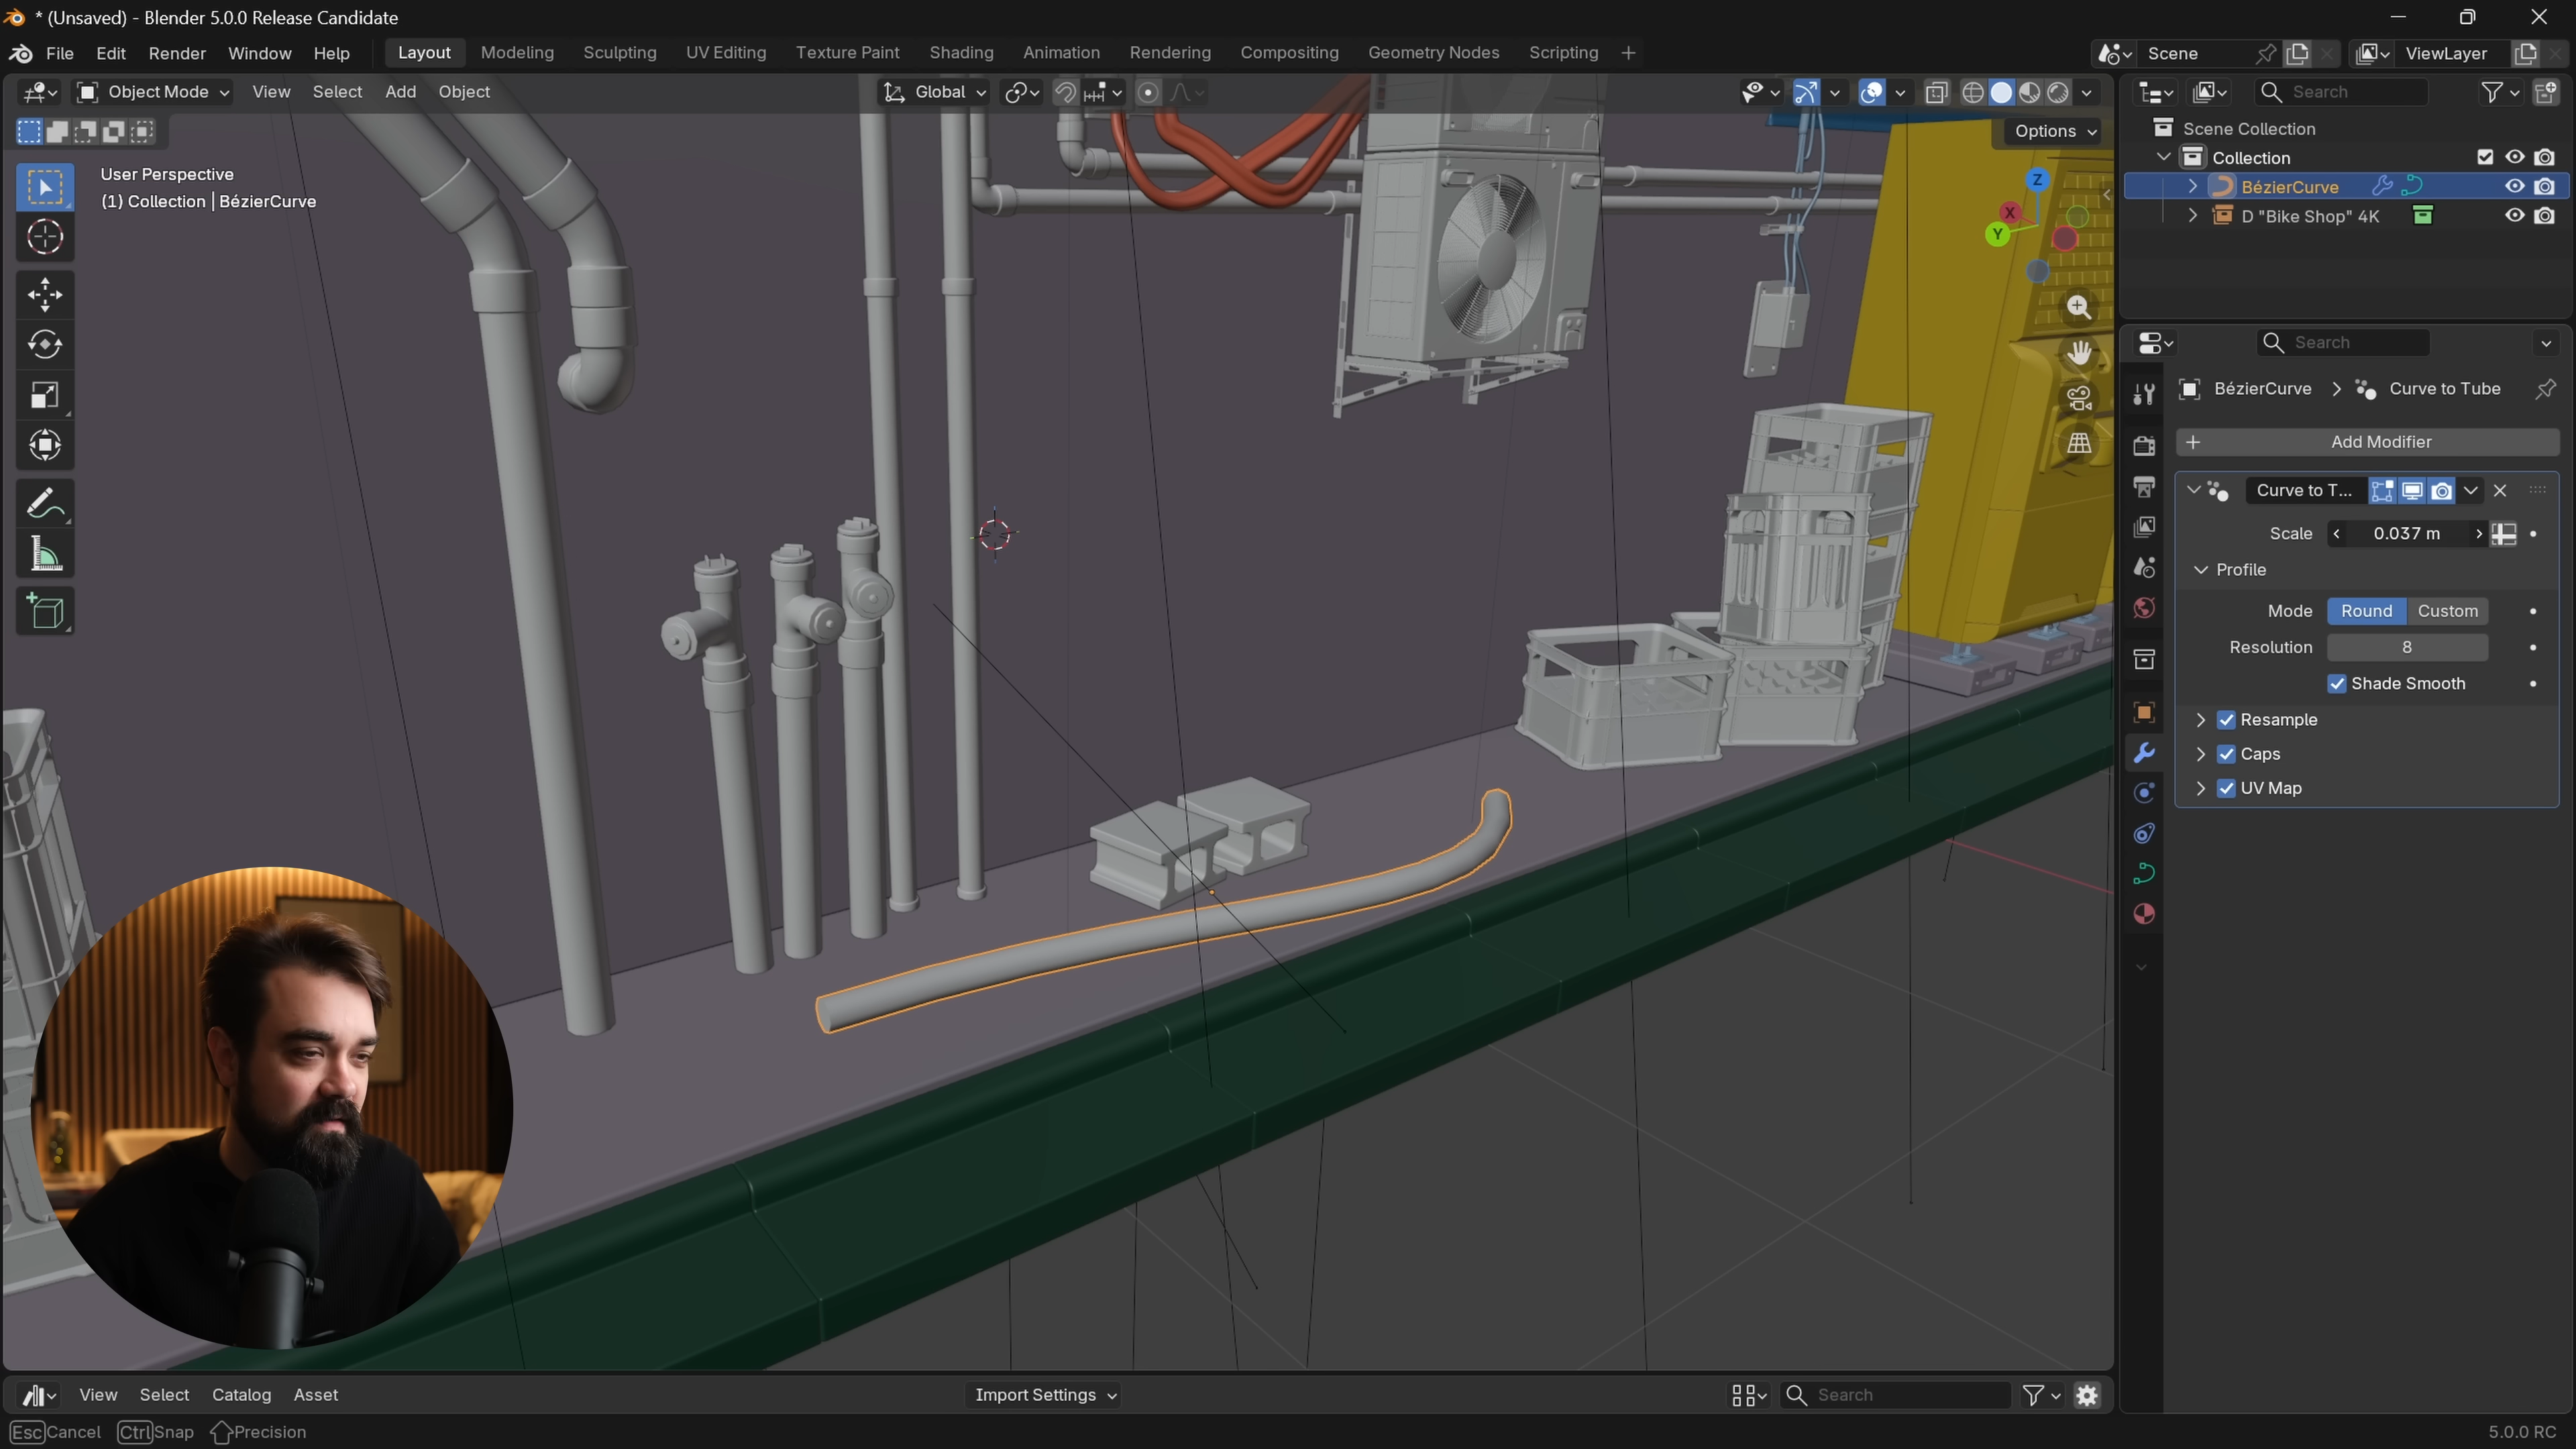 * (Unsaved) - Blender 5.0.0 Release Candidate
File Edit Render Window Help Layout Modeling Sculpting UV Editing Texture Paint Shading Animation Rendering Compositing Geometry Nodes Scripting + Scene ViewLayer
Object Mode View Select Add Object Global Search
Options
User Perspective
(1) Collection | BézierCurve
Z
X
Y
Scene Collection
Collection
BézierCurve
D "Bike Shop" 4K
Search
BézierCurve > Curve to Tube
+ Add Modifier
Curve to T...
Scale 0.037 m
Profile
Mode Round Custom
Resolution 8
Shade Smooth
Resample
Caps
UV Map
View Select Catalog Asset Import Settings Search
Esc Cancel Ctrl Snap Precision 5.0.0 RC